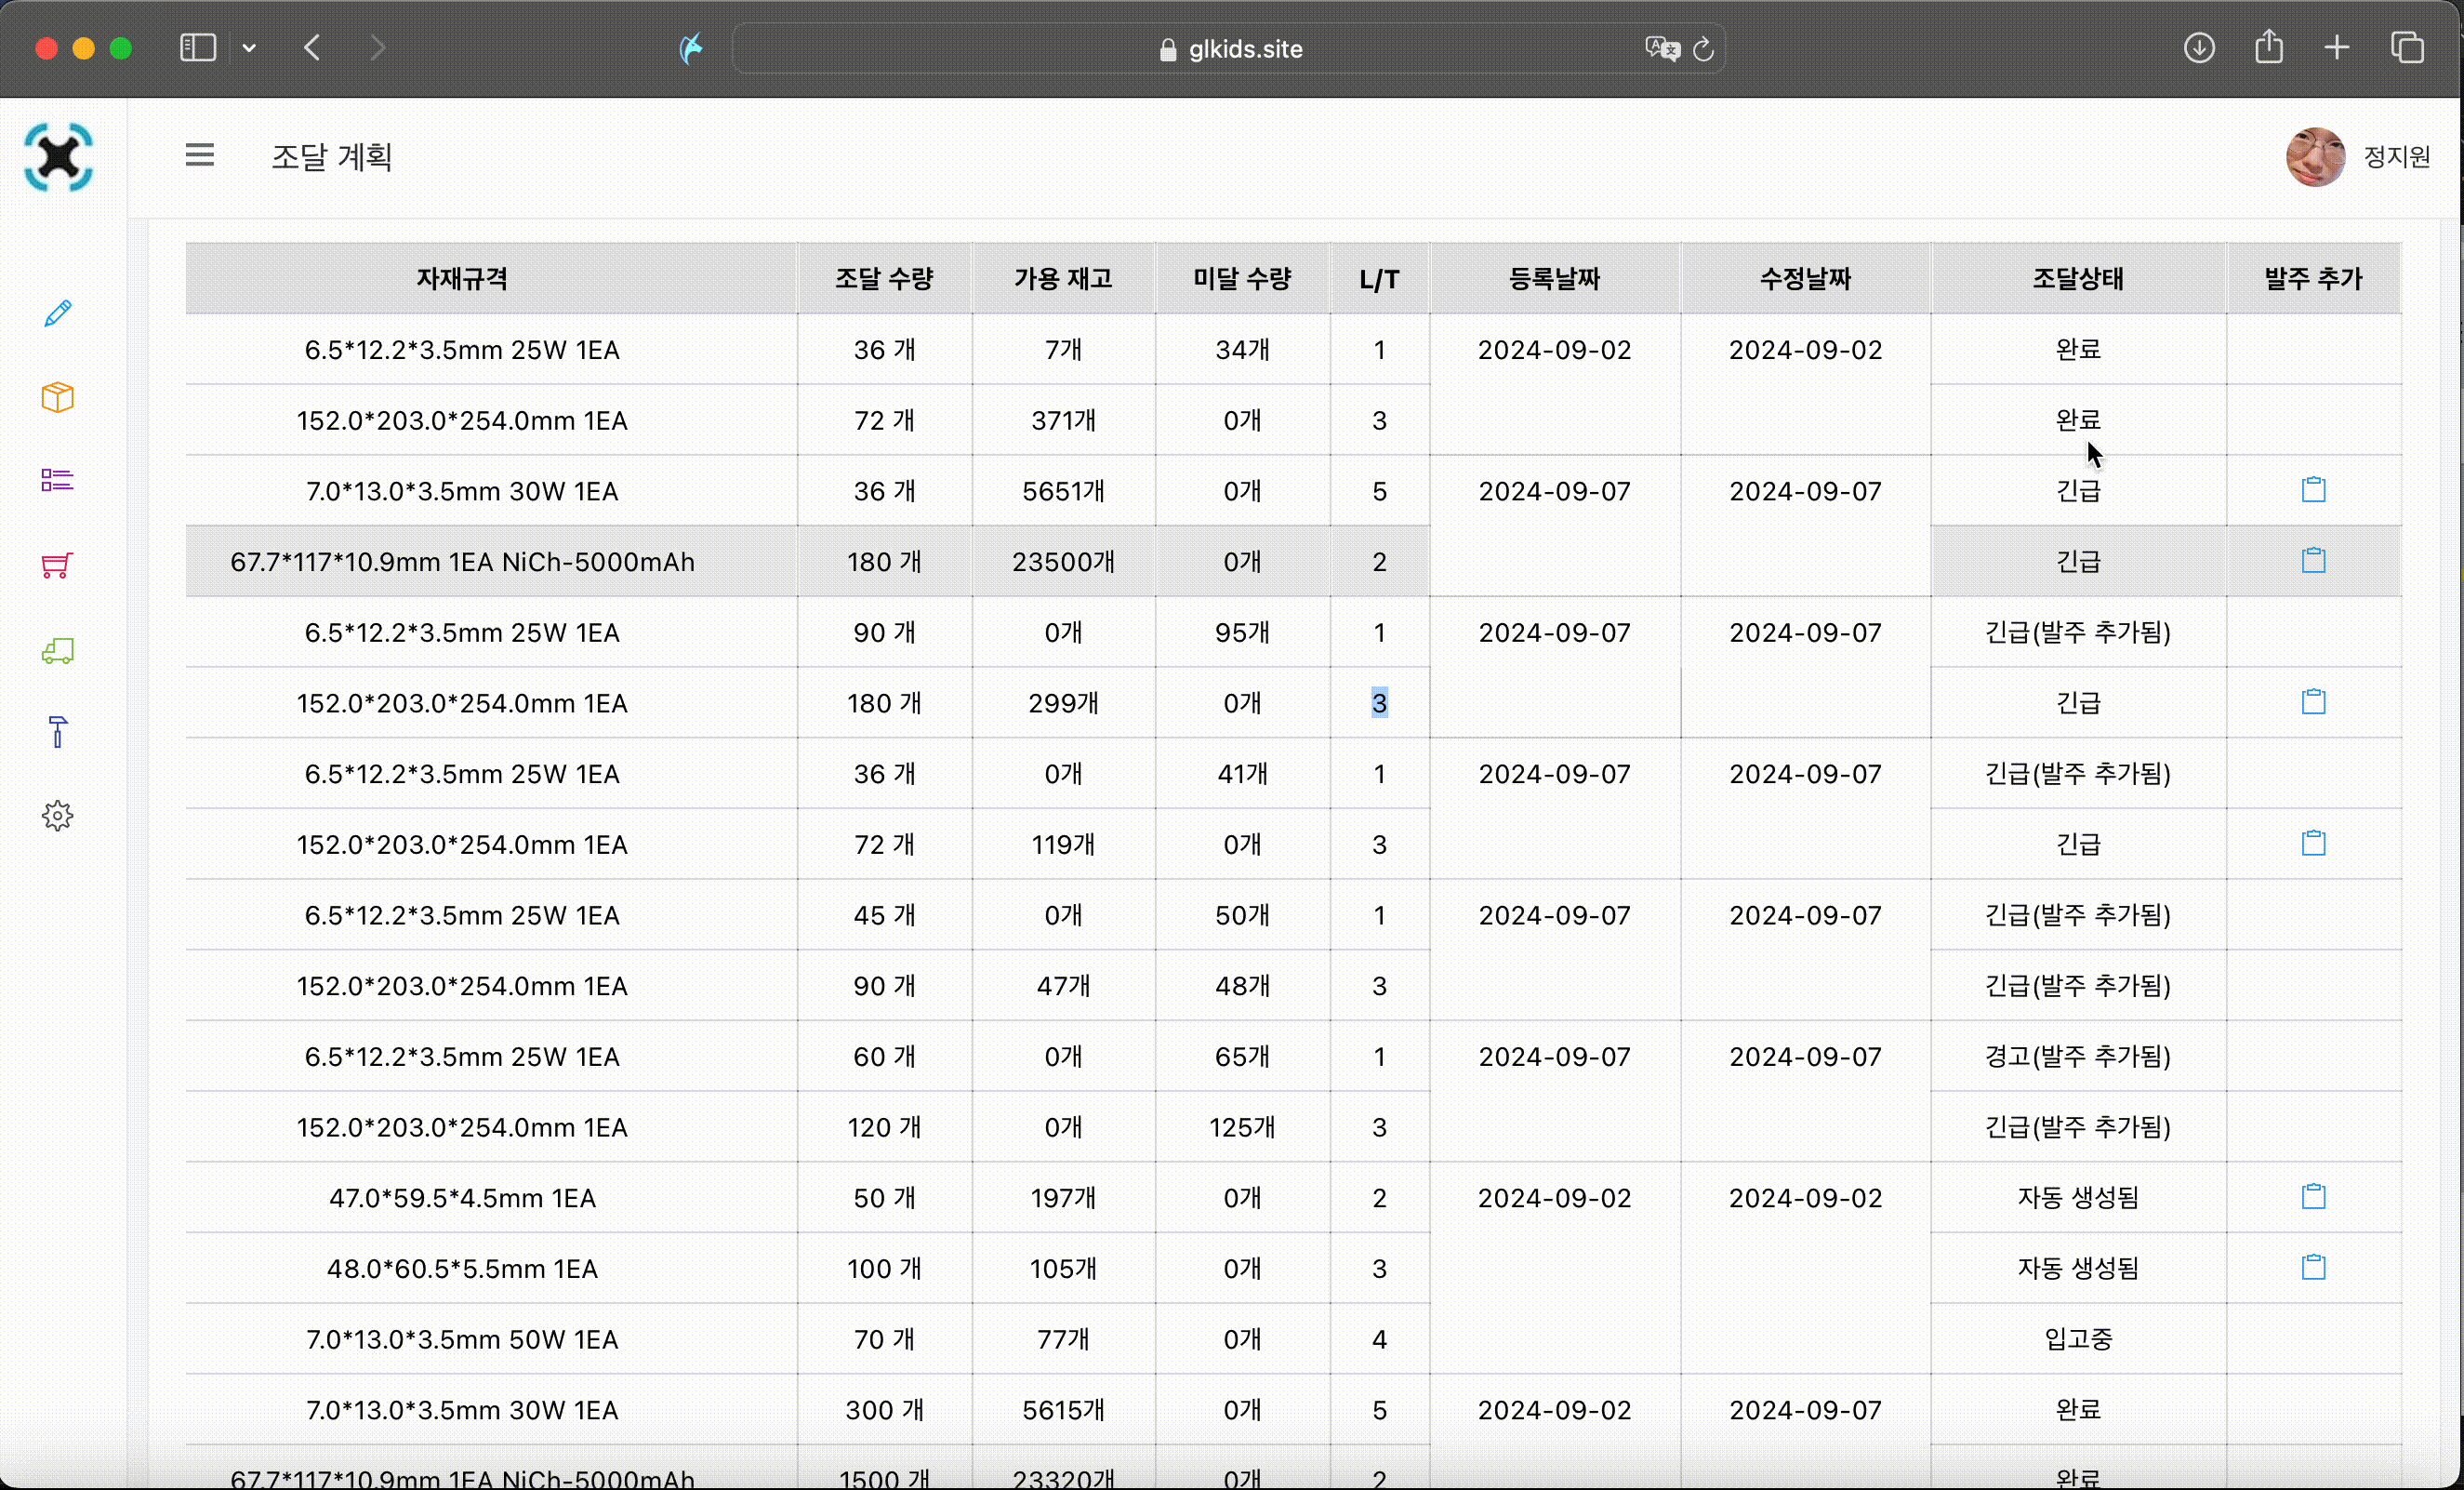 glkids.site
조달 계획
정지원
자재규격 조달 수량 가용 재고 미달 수량 L/T 등록날짜 수정날짜 조달상태 발주 추가
6.5*12.2*3.5mm 25W 1EA 36 개 7개 34개 1 2024-09-02 2024-09-02 완료
152.0*203.0*254.0mm 1EA 72 개 371개 0개 3 완료
7.0*13.0*3.5mm 30W 1EA 36 개 5651개 0개 5 2024-09-07 2024-09-07 긴급
67.7*117*10.9mm 1EA NiCh-5000mAh 180 개 23500개 0개 2 긴급
6.5*12.2*3.5mm 25W 1EA 90 개 0개 95개 1 2024-09-07 2024-09-07 긴급(발주 추가됨)
152.0*203.0*254.0mm 1EA 180 개 299개 0개 3 긴급
6.5*12.2*3.5mm 25W 1EA 36 개 0개 41개 1 2024-09-07 2024-09-07 긴급(발주 추가됨)
152.0*203.0*254.0mm 1EA 72 개 119개 0개 3 긴급
6.5*12.2*3.5mm 25W 1EA 45 개 0개 50개 1 2024-09-07 2024-09-07 긴급(발주 추가됨)
152.0*203.0*254.0mm 1EA 90 개 47개 48개 3 긴급(발주 추가됨)
6.5*12.2*3.5mm 25W 1EA 60 개 0개 65개 1 2024-09-07 2024-09-07 경고(발주 추가됨)
152.0*203.0*254.0mm 1EA 120 개 0개 125개 3 긴급(발주 추가됨)
47.0*59.5*4.5mm 1EA 50 개 197개 0개 2 2024-09-02 2024-09-02 자동 생성됨
48.0*60.5*5.5mm 1EA 100 개 105개 0개 3 자동 생성됨
7.0*13.0*3.5mm 50W 1EA 70 개 77개 0개 4 입고중
7.0*13.0*3.5mm 30W 1EA 300 개 5615개 0개 5 2024-09-02 2024-09-07 완료
67.7*117*10.9mm 1EA NiCh-5000mAh 1500 개 23320개 0개 2 완료